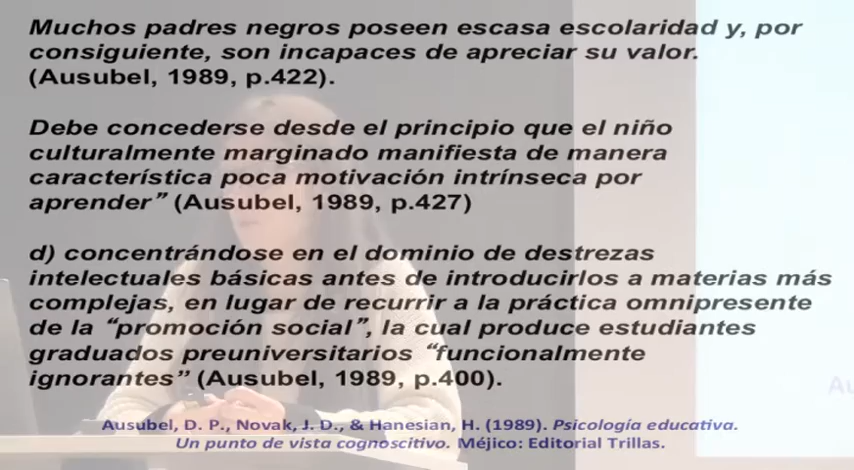 Muchos padres negros poseen escasa escolaridad y, por
consiguiente, son incapaces de apreciar su valor.
(Ausubel, 1989, p.422).
Debe concederse desde el principio que el niño
culturalmente marginado manifiesta de manera
característica poca motivación intrínseca por
aprender” (Ausubel, 1989, p.427)
d) concentrándose en el dominio de destrezas
intelectuales básicas antes de introducirlos a materias más
complejas, en lugar de recurrir a la práctica omnipresente
de la “promoción social”, la cual produce estudiantes
graduados preuniversitarios “funcionalmente
ignorantes” (Ausubel, 1989, p.400).
Ausubel, D. P., Novak, J. D., & Hanesian, H. (1989). Psicología educativa.
Un punto de vista cognoscitivo. Méjico: Editorial Trillas.